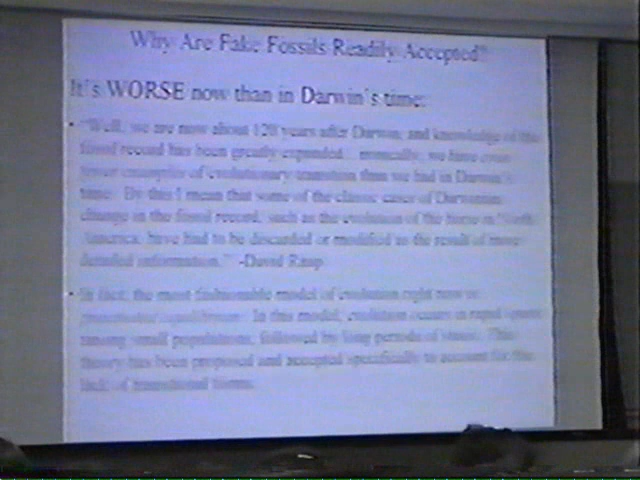 Why Are Fake Fossils Readily Accepted?
It's WORSE now than in Darwin's time:
• "Well, we are now about 120 years after Darwin, and knowledge of the
fossil record has been greatly expanded... ironically, we have even
fewer examples of evolutionary transition than we had in Darwin's
time. By this I mean that some of the classic cases of Darwinian
change in the fossil record, such as the evolution of the horse in North
America, have had to be discarded or modified as the result of more
detailed information." -David Raup
• In fact, the most fashionable model of evolution right now is
punctuated equilibrium. In this model, evolution occurs in rapid spurts
among small populations, followed by long periods of stasis. This
theory has been proposed and accepted specifically to account for the
lack of transitional forms.